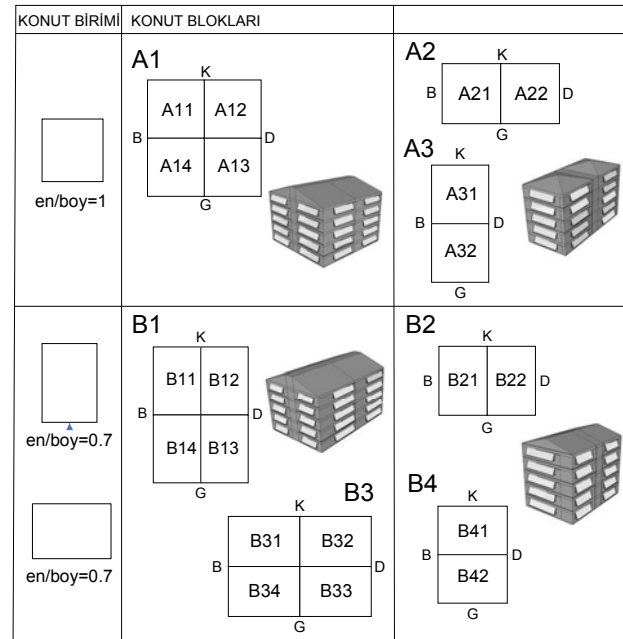 KONUT BİRİMİ KONUT BLOKLARI
en/boy=1
A1
K
A11 A12
B D
A14 A13
G
A2
K
B A21 A22 D
G
A3
K
A31
B D
A32
G
en/boy=0.7
en/boy=0.7
B1
K
B11 B12
B D
B14 B13
G
B3
K
B31 B32
B D
B34 B33
G
B2
K
B B21 B22 D
G
B4
K
B41
B D
B42
G